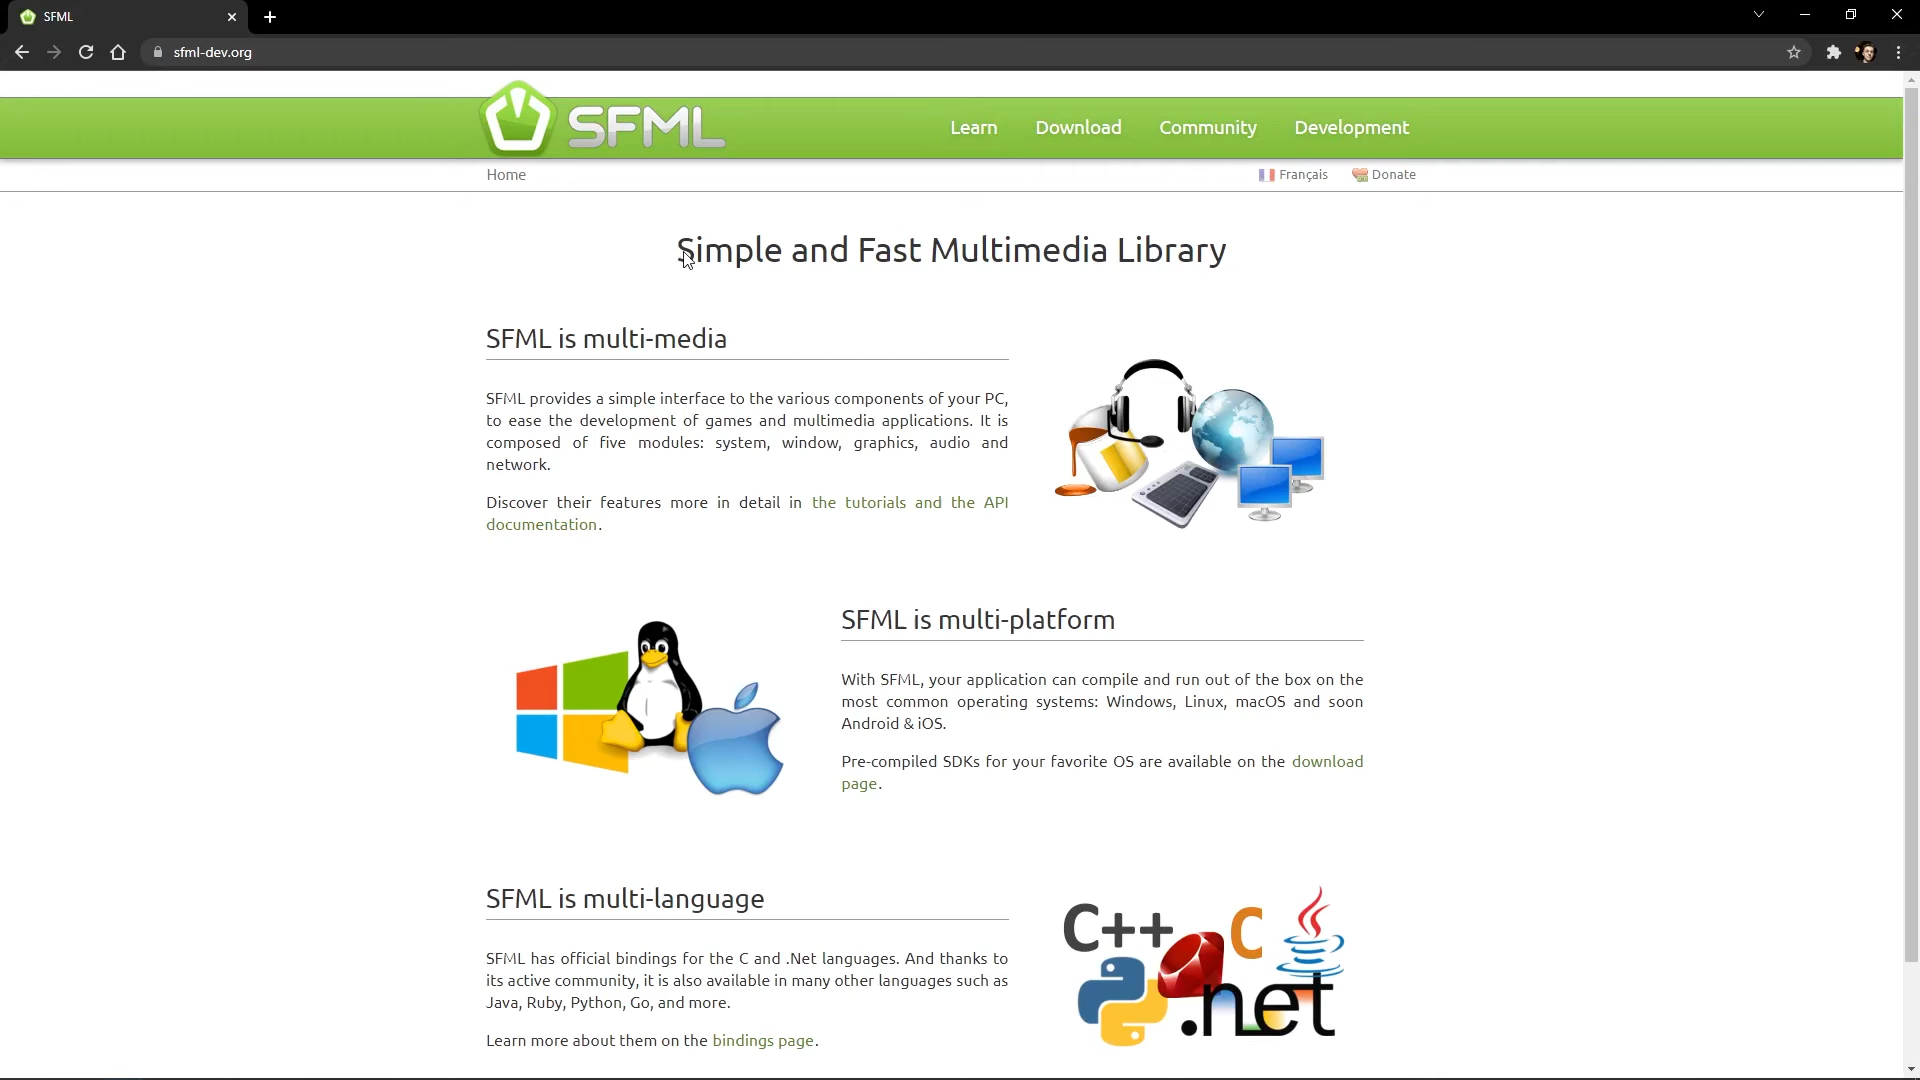 SFML
sfml-dev.org
SFML
Learn Download Community Development
Home
Français Donate
Simple and Fast Multimedia Library
SFML is multi-media
SFML provides a simple interface to the various components of your PC,
to ease the development of games and multimedia applications. It is
composed of five modules: system, window, graphics, audio and
network.
Discover their features more in detail in the tutorials and the API
documentation.
SFML is multi-platform
With SFML, your application can compile and run out of the box on the
most common operating systems: Windows, Linux, macOS and soon
Android & iOS.
Pre-compiled SDKs for your favorite OS are available on the download
page.
SFML is multi-language
SFML has official bindings for the C and .Net languages. And thanks to
its active community, it is also available in many other languages such as
Java, Ruby, Python, Go, and more.
Learn more about them on the bindings page.
C++ C
.net